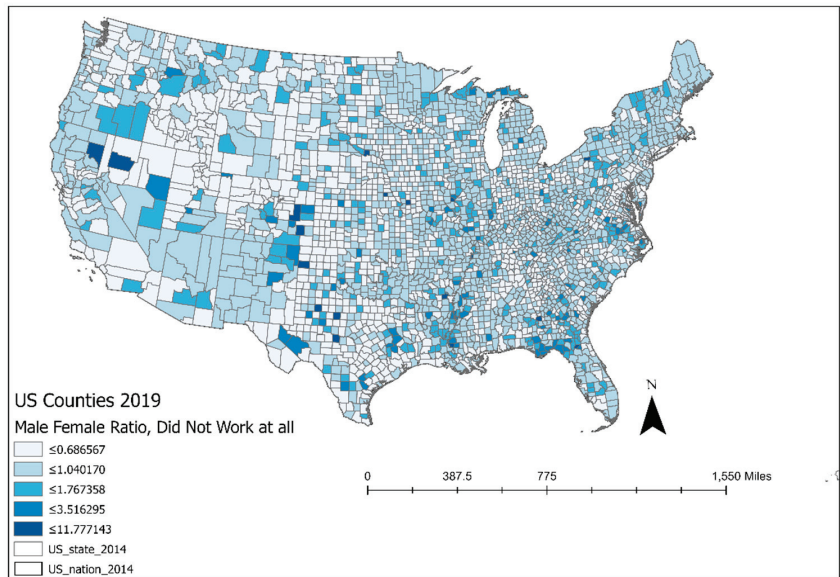 N
US Counties 2019
Male Female Ratio, Did Not Work at all
≤0.686567
≤1.040170
≤1.767358
≤3.516295
≤11.777143
US_state_2014
US_nation_2014
0 387.5 775 1,550 Miles